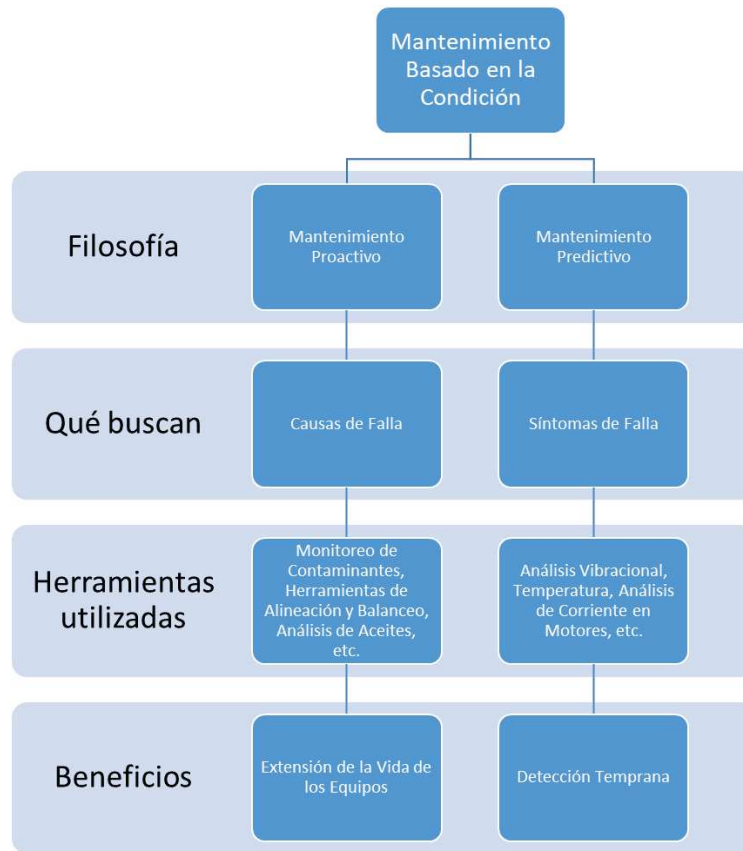 Mantenimiento
Basado en la
Condición
Filosofía
Mantenimiento
Proactivo
Mantenimiento
Predictivo
Qué buscan
Causas de Falla
Síntomas de Falla
Herramientas
utilizadas
Monitoreo de
Contaminantes,
Herramientas de
Alineación y Balanceo,
Análisis de Aceites,
etc.
Análisis Vibracional,
Temperatura, Análisis
de Corriente en
Motores, etc.
Beneficios
Extensión de la Vida de
los Equipos
Detección Temprana